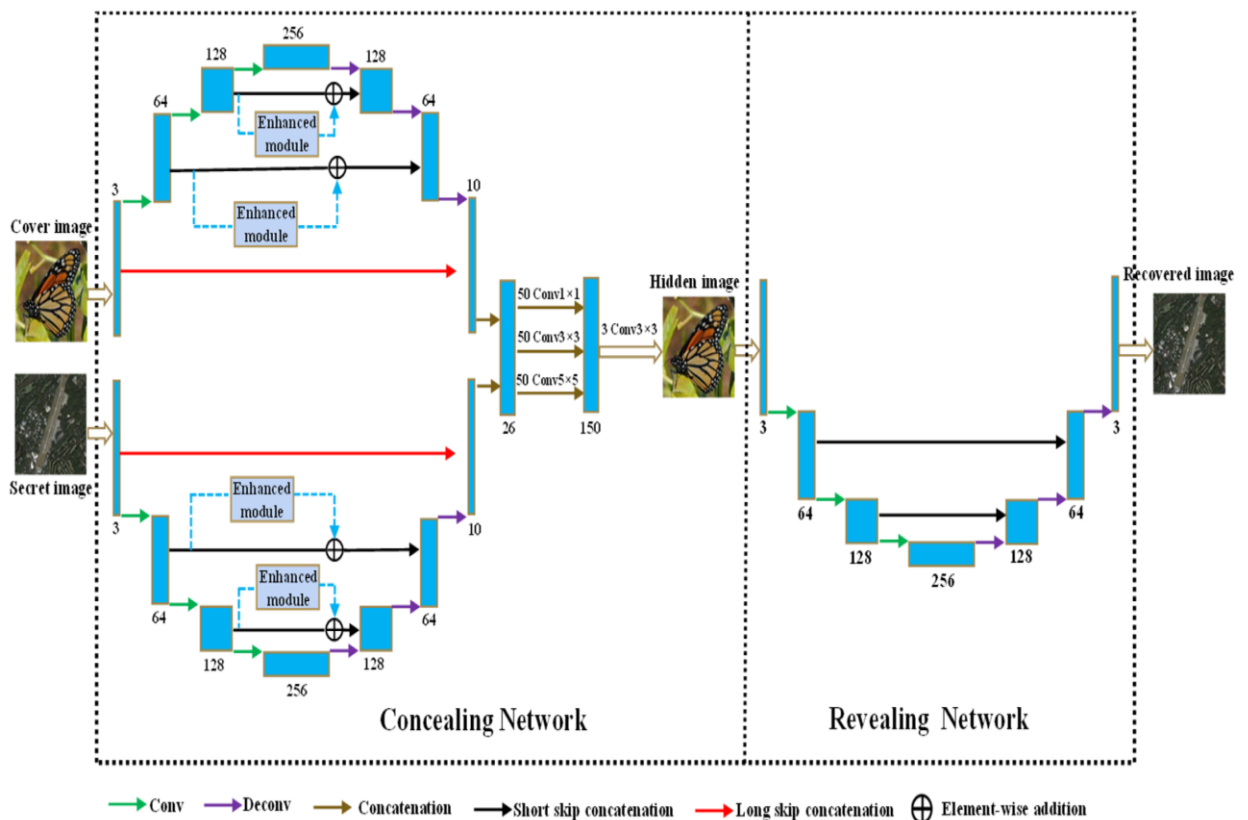 256
128
128
64
Enhanced
module
64
3
Enhanced
module
10
Cover image
Hidden image
Recovered image
50 Conv1×1
50 Conv3×3
3 Conv3×3
50 Conv5×5
26
150
Secret image
3
Enhanced
module
10
64
Enhanced
module
64
128
128
256
3
3
64
64
128
128
256
Concealing Network
Revealing Network
Conv
Deconv
Concatenation
Short skip concatenation
Long skip concatenation
Element-wise addition